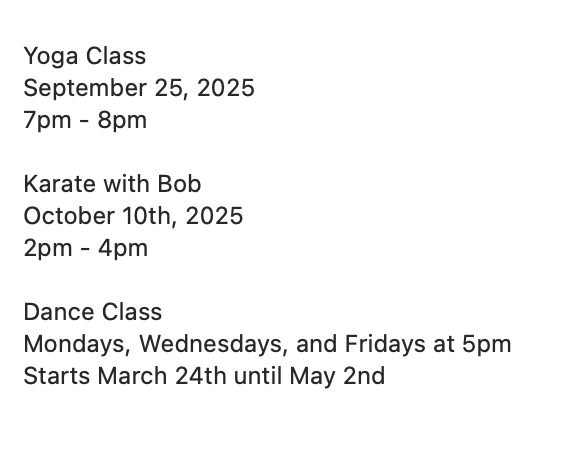 Yoga Class
September 25, 2025
7pm - 8pm
Karate with Bob
October 10th, 2025
2pm - 4pm
Dance Class
Mondays, Wednesdays, and Fridays at 5pm
Starts March 24th until May 2nd